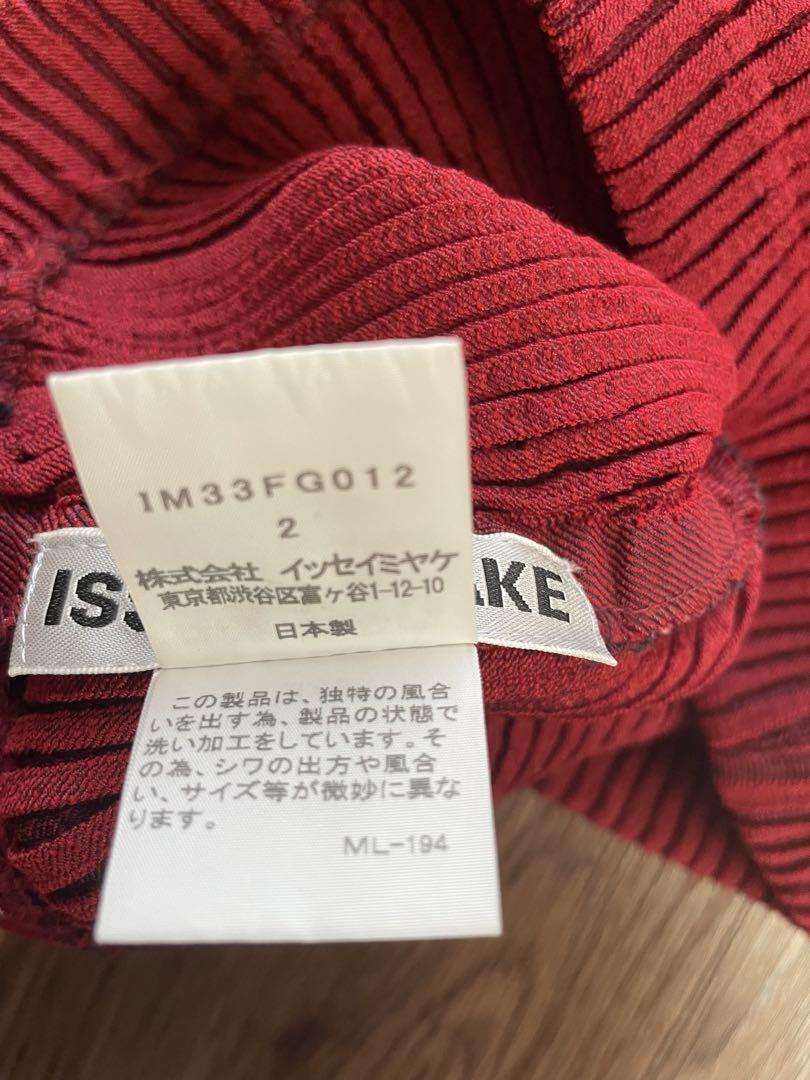 IM33FG012
2
株式会社 イッセイミヤケ
東京都渋谷区富ヶ谷1-12-10
日本製
ISS AKE
この製品は、独特の風合
いを出す為、製品の状態で
洗い加工をしています。そ
の為、シワの出方や風合
い、サイズ等が微妙に異な
ります。
ML-194